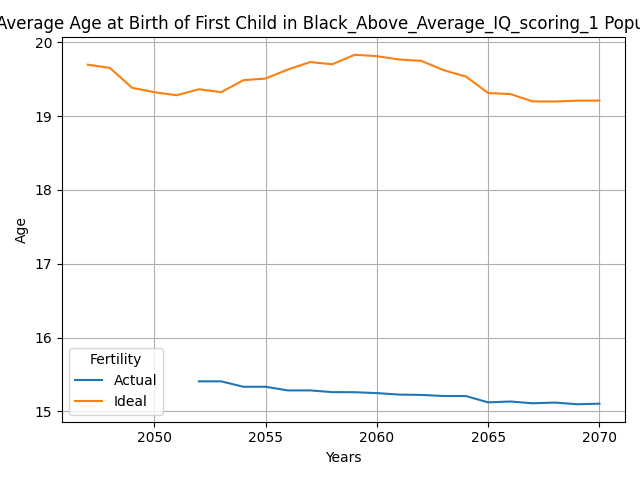 Average Age at Birth of First Child in Black_Above_Average_IQ_scoring_1 Popu
20
19
18
17
16
15
Age
Fertility
Actual
Ideal
2050 2055 2060 2065 2070
Years